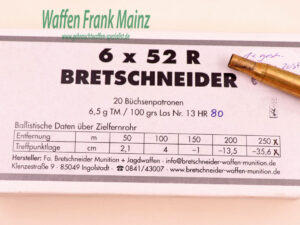 Waffen Frank Mainz
6 x 52 R
BRETSCHNEIDER
20 Büchsenpatronen
6,5 g TM / 100 grs Los Nr. 13 HR 80
Ballistische Daten über Zielfernrohr
Entfernung m 50 100 150 200 250
Treffpunktlage cm 2,1 4 –1 –13,5 –35,6
Hersteller: Fa. Bretschneider Munition + Jagdwaffen · info@bretschneider-waffen-munition.de
Klenzestraße 9 · 85049 Ingolstadt · ☎ 0841/43007 · www.bretschneider-waffen-munition.de